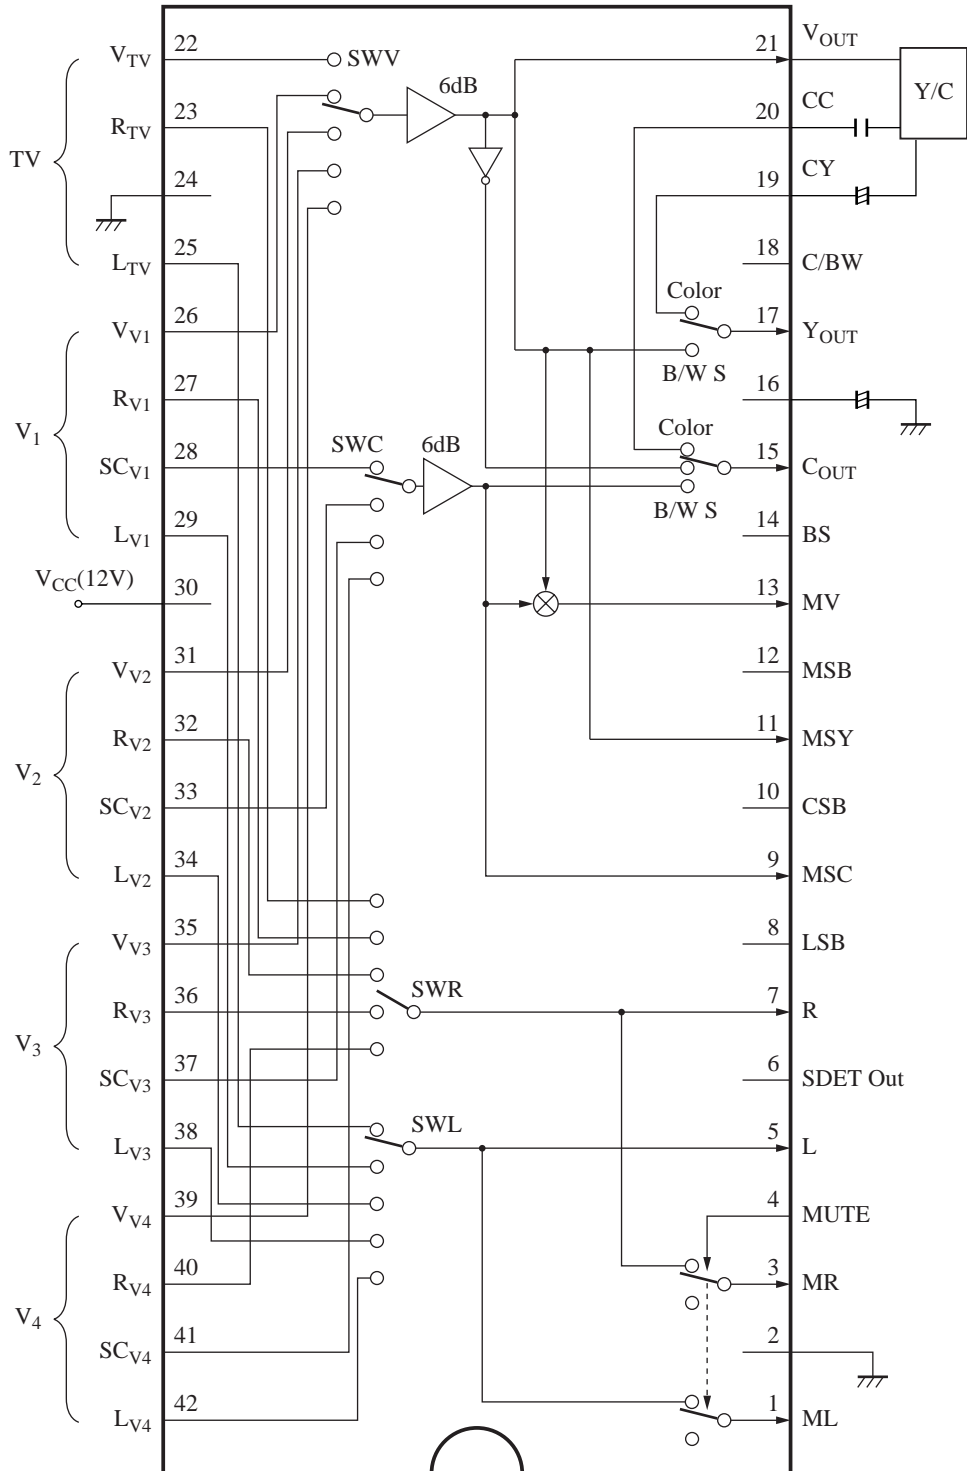 V_TV 22 SWV 21 V_OUT
6dB
Y/C
CC
23 20
R_TV
CY
TV 24 19
L_TV 25 18 C/BW
Color
V_V1 26 17 Y_OUT
B/W S
R_V1 27 16
V_1
SWC 6dB Color
SC_V1 28 15 C_OUT
B/W S
L_V1 29 14 BS
V_CC(12V) 30 13 MV
V_V2 31 12 MSB
R_V2 32 11 MSY
V_2
SC_V2 33 10 CSB
L_V2 34 9 MSC
V_V3 35 8 LSB
R_V3 36 SWR 7 R
V_3
SC_V3 37 6 SDET Out
L_V3 38 SWL 5 L
V_V4 39 4 MUTE
R_V4 40 3 MR
V_4
SC_V4 41 2
L_V4 42 1 ML